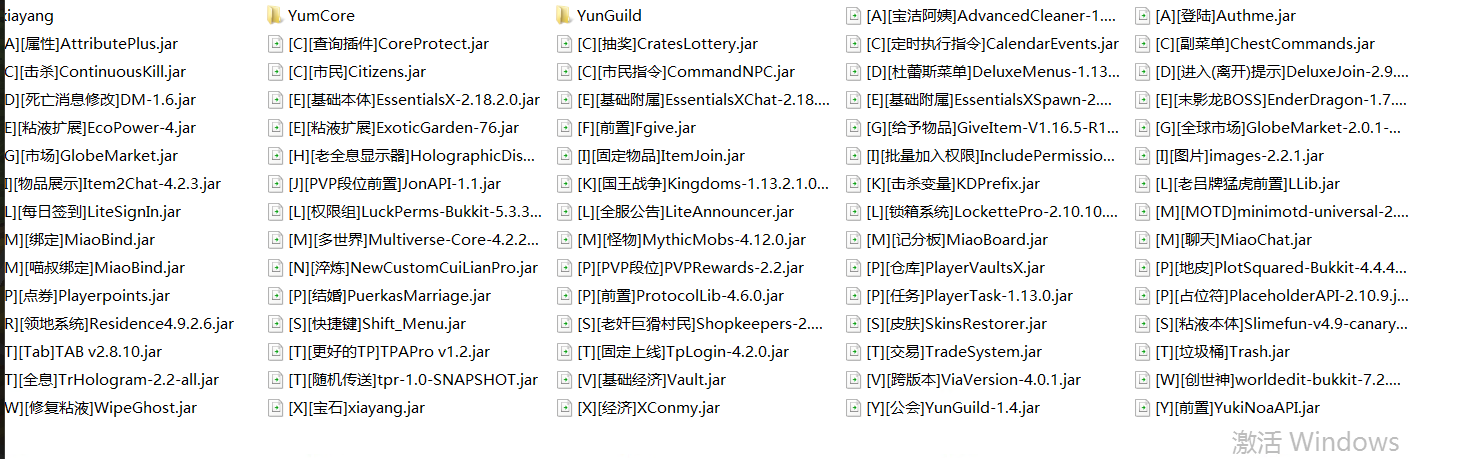 xiayang YumCore YunGuild [A][宝洁阿姨]AdvancedCleaner-1.... [A][登陆]Authme.jar
A][属性]AttributePlus.jar [C][查询插件]CoreProtect.jar [C][抽奖]CratesLottery.jar [C][定时执行指令]CalendarEvents.jar [C][副菜单]ChestCommands.jar
C][击杀]ContinuousKill.jar [C][市民]Citizens.jar [C][市民指令]CommandNPC.jar [D][杜蕾斯菜单]DeluxeMenus-1.13... [D][进入(离开)提示]DeluxeJoin-2.9....
D][死亡消息修改]DM-1.6.jar [E][基础本体]EssentialsX-2.18.2.0.jar [E][基础附属]EssentialsXChat-2.18.... [E][基础附属]EssentialsXSpawn-2.... [E][末影龙BOSS]EnderDragon-1.7....
E][粘液扩展]EcoPower-4.jar [E][粘液扩展]ExoticGarden-76.jar [F][前置]Fgive.jar [G][给予物品]GiveItem-V1.16.5-R1... [G][全球市场]GlobeMarket-2.0.1-...
G][市场]GlobeMarket.jar [H][老全息显示器]HolographicDis... [I][固定物品]ItemJoin.jar [I][批量加入权限]IncludePermissio... [I][图片]images-2.2.1.jar
I][物品展示]Item2Chat-4.2.3.jar [J][PVP段位前置]JonAPI-1.1.jar [K][国王战争]Kingdoms-1.13.2.1.0... [K][击杀变量]KDPrefix.jar [L][老吕牌猛虎前置]LLib.jar
L][每日签到]LiteSignIn.jar [L][权限组]LuckPerms-Bukkit-5.3.3... [L][全服公告]LiteAnnouncer.jar [L][锁箱系统]LockettePro-2.10.10.... [M][MOTD]minimotd-universal-2....
M][绑定]MiaoBind.jar [M][多世界]Multiverse-Core-4.2.2... [M][怪物]MythicMobs-4.12.0.jar [M][记分板]MiaoBoard.jar [M][聊天]MiaoChat.jar
M][喵叔绑定]MiaoBind.jar [N][淬炼]NewCustomCuiLianPro.jar [P][PVP段位]PVPRewards-2.2.jar [P][仓库]PlayerVaultsX.jar [P][地皮]PlotSquared-Bukkit-4.4.4...
P][点券]Playerpoints.jar [P][结婚]PuerkasMarriage.jar [P][前置]ProtocolLib-4.6.0.jar [P][任务]PlayerTask-1.13.0.jar [P][占位符]PlaceholderAPI-2.10.9.j...
R][领地系统]Residence4.9.2.6.jar [S][快捷键]Shift_Menu.jar [S][老奸巨猾村民]Shopkeepers-2.... [S][皮肤]SkinsRestorer.jar [S][粘液本体]Slimefun-v4.9-canary...
T][Tab]TAB v2.8.10.jar [T][更好的TP]TPAPro v1.2.jar [T][固定上线]TpLogin-4.2.0.jar [T][交易]TradeSystem.jar [T][垃圾桶]Trash.jar
T][全息]TrHologram-2.2-all.jar [T][随机传送]tpr-1.0-SNAPSHOT.jar [V][基础经济]Vault.jar [V][跨版本]ViaVersion-4.0.1.jar [W][创世神]worldedit-bukkit-7.2....
W][修复粘液]WipeGhost.jar [X][宝石]xiayang.jar [X][经济]XConmy.jar [Y][公会]YunGuild-1.4.jar [Y][前置]YukiNoaAPI.jar
激活 Windows